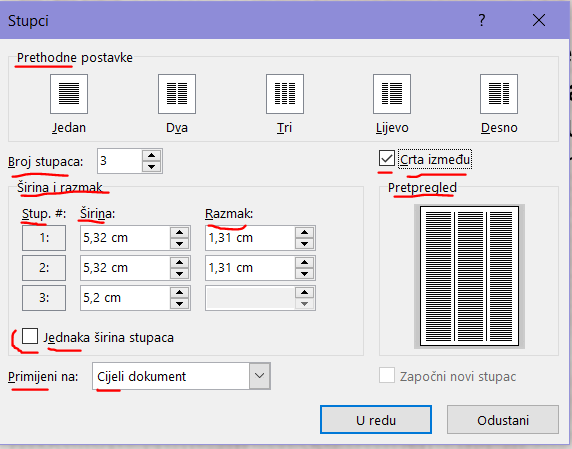 Stupci
Prethodne postavke
Jedan Dva Tri Lijevo Desno
Broj stupaca: 3 Crta između
Širina i razmak Pretpregled
Stup. #: Širina: Razmak:
1: 5,32 cm 1,31 cm
2: 5,32 cm 1,31 cm
3: 5,2 cm
Jednaka širina stupaca
Primijeni na: Cijeli dokument Započni novi stupac
U redu Odustani